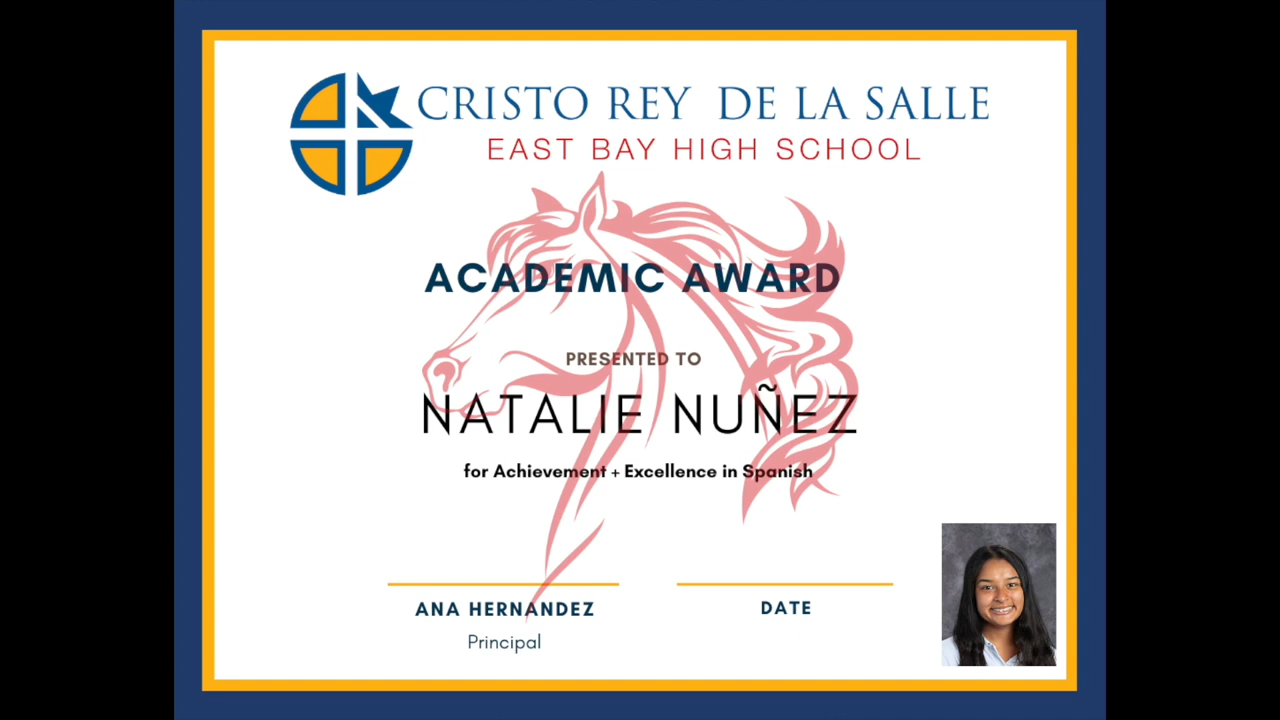 CRISTO REY DE LA SALLE
EAST BAY HIGH SCHOOL
ACADEMIC AWARD
PRESENTED TO
NATALIE NUÑEZ
for Achievement + Excellence in Spanish
ANA HERNANDEZ
Principal
DATE